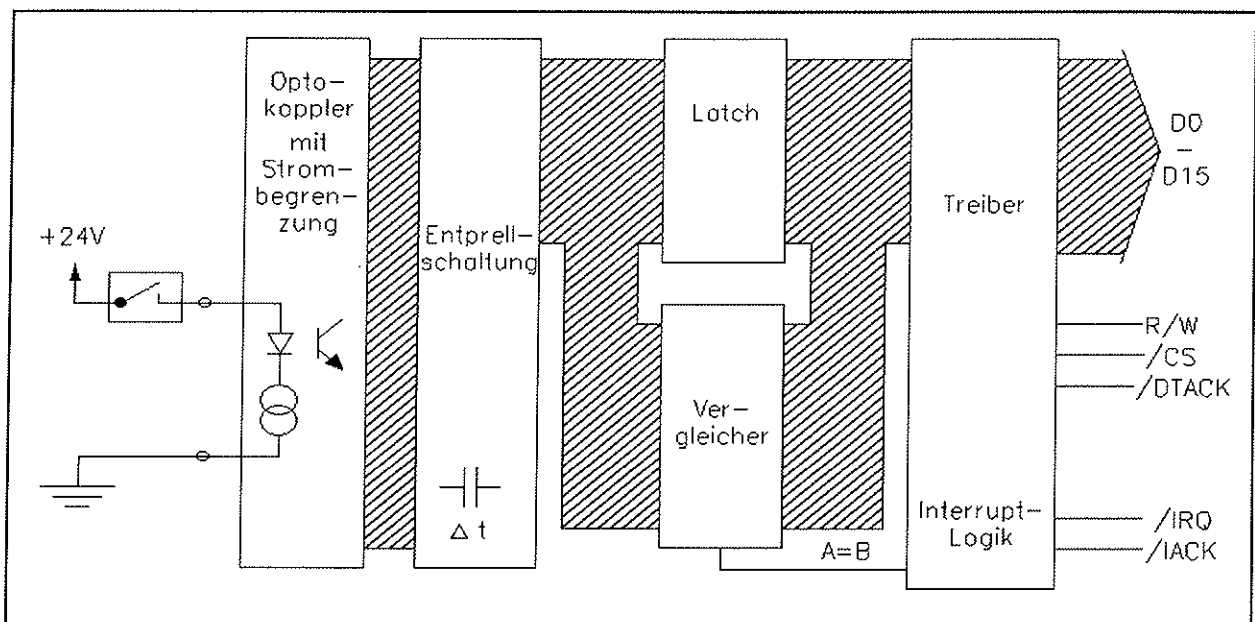 Opto-
koppler
mit
Strom-
begren-
zung
+24V
Entprell-
schaltung
Δ t
Latch
Ver-
gleicher
A=B
Treiber
Interrupt-
Logik
D0
–
D15
R/W
/CS
/DTACK
/IRQ
/IACK